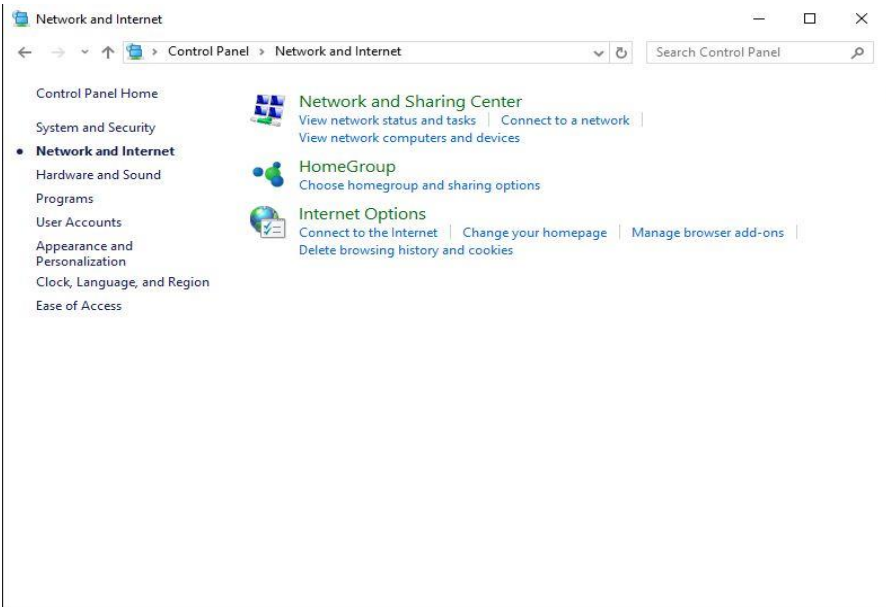 Network and Internet
Control Panel > Network and Internet
Search Control Panel
Control Panel Home
System and Security
Network and Internet
Hardware and Sound
Programs
User Accounts
Appearance and
Personalization
Clock, Language, and Region
Ease of Access
Network and Sharing Center
View network status and tasks | Connect to a network |
View network computers and devices
HomeGroup
Choose homegroup and sharing options
Internet Options
Connect to the Internet | Change your homepage | Manage browser add-ons |
Delete browsing history and cookies